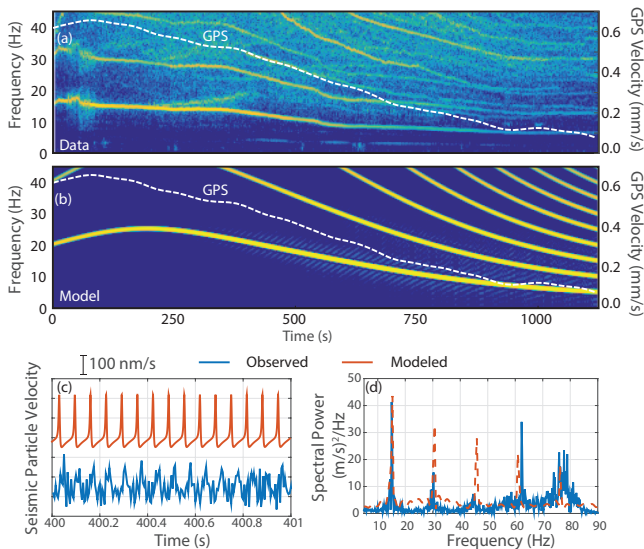 (a)
GPS
Data
Frequency (Hz)
40
30
20
10
0
GPS Velocity (mm/s)
0.6
0.4
0.2
0.0
(b)
GPS
Model
Frequency (Hz)
40
30
20
10
0
GPS Velocity (mm/s)
0.6
0.4
0.2
0.0
0
250
500
750
1000
Time (s)
100 nm/s
Observed
Modeled
(c)
Seismic Particle Velocity
400
400.4
400.6
400.8
401
Time (s)
(d)
Spectral Power
(m/s)²/Hz
50
40
30
20
10
0
10
20
30
40
50
60
70
80
90
Frequency (Hz)